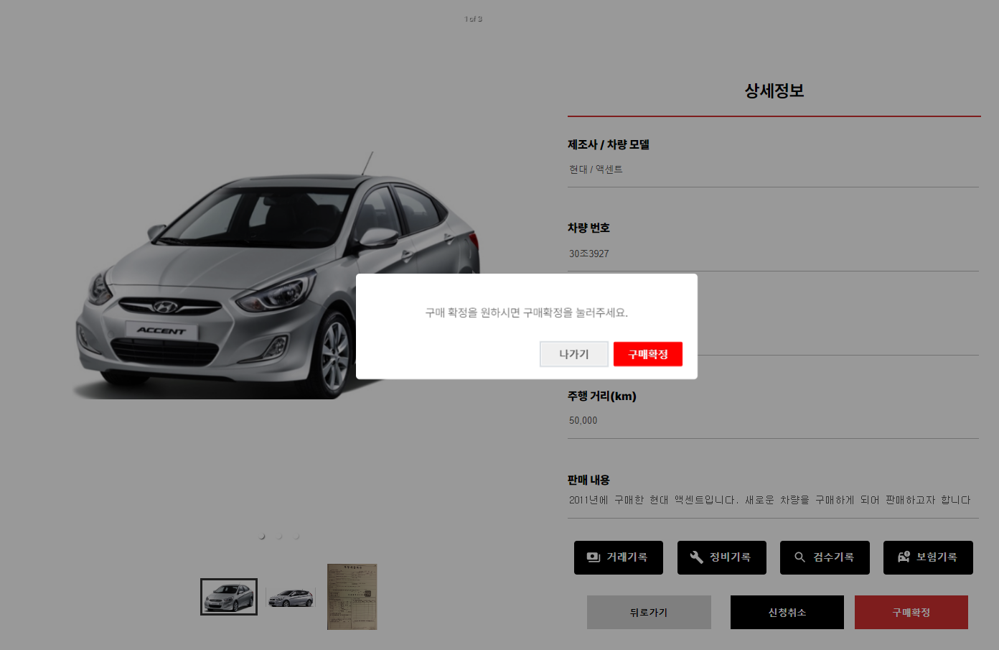 1 of 3
상세정보
제조사 / 차량 모델
현대 / 액센트
차량 번호
30조3927
ACCENT
구매 확정을 원하시면 구매확정을 눌러주세요.
나가기
구매확정
주행 거리(km)
50,000
판매 내용
2011년에 구매한 현대 액센트입니다. 새로운 차량을 구매하게 되어 판매하고자 합니다
거래기록
정비기록
검수기록
보험기록
뒤로가기
신청취소
구매확정